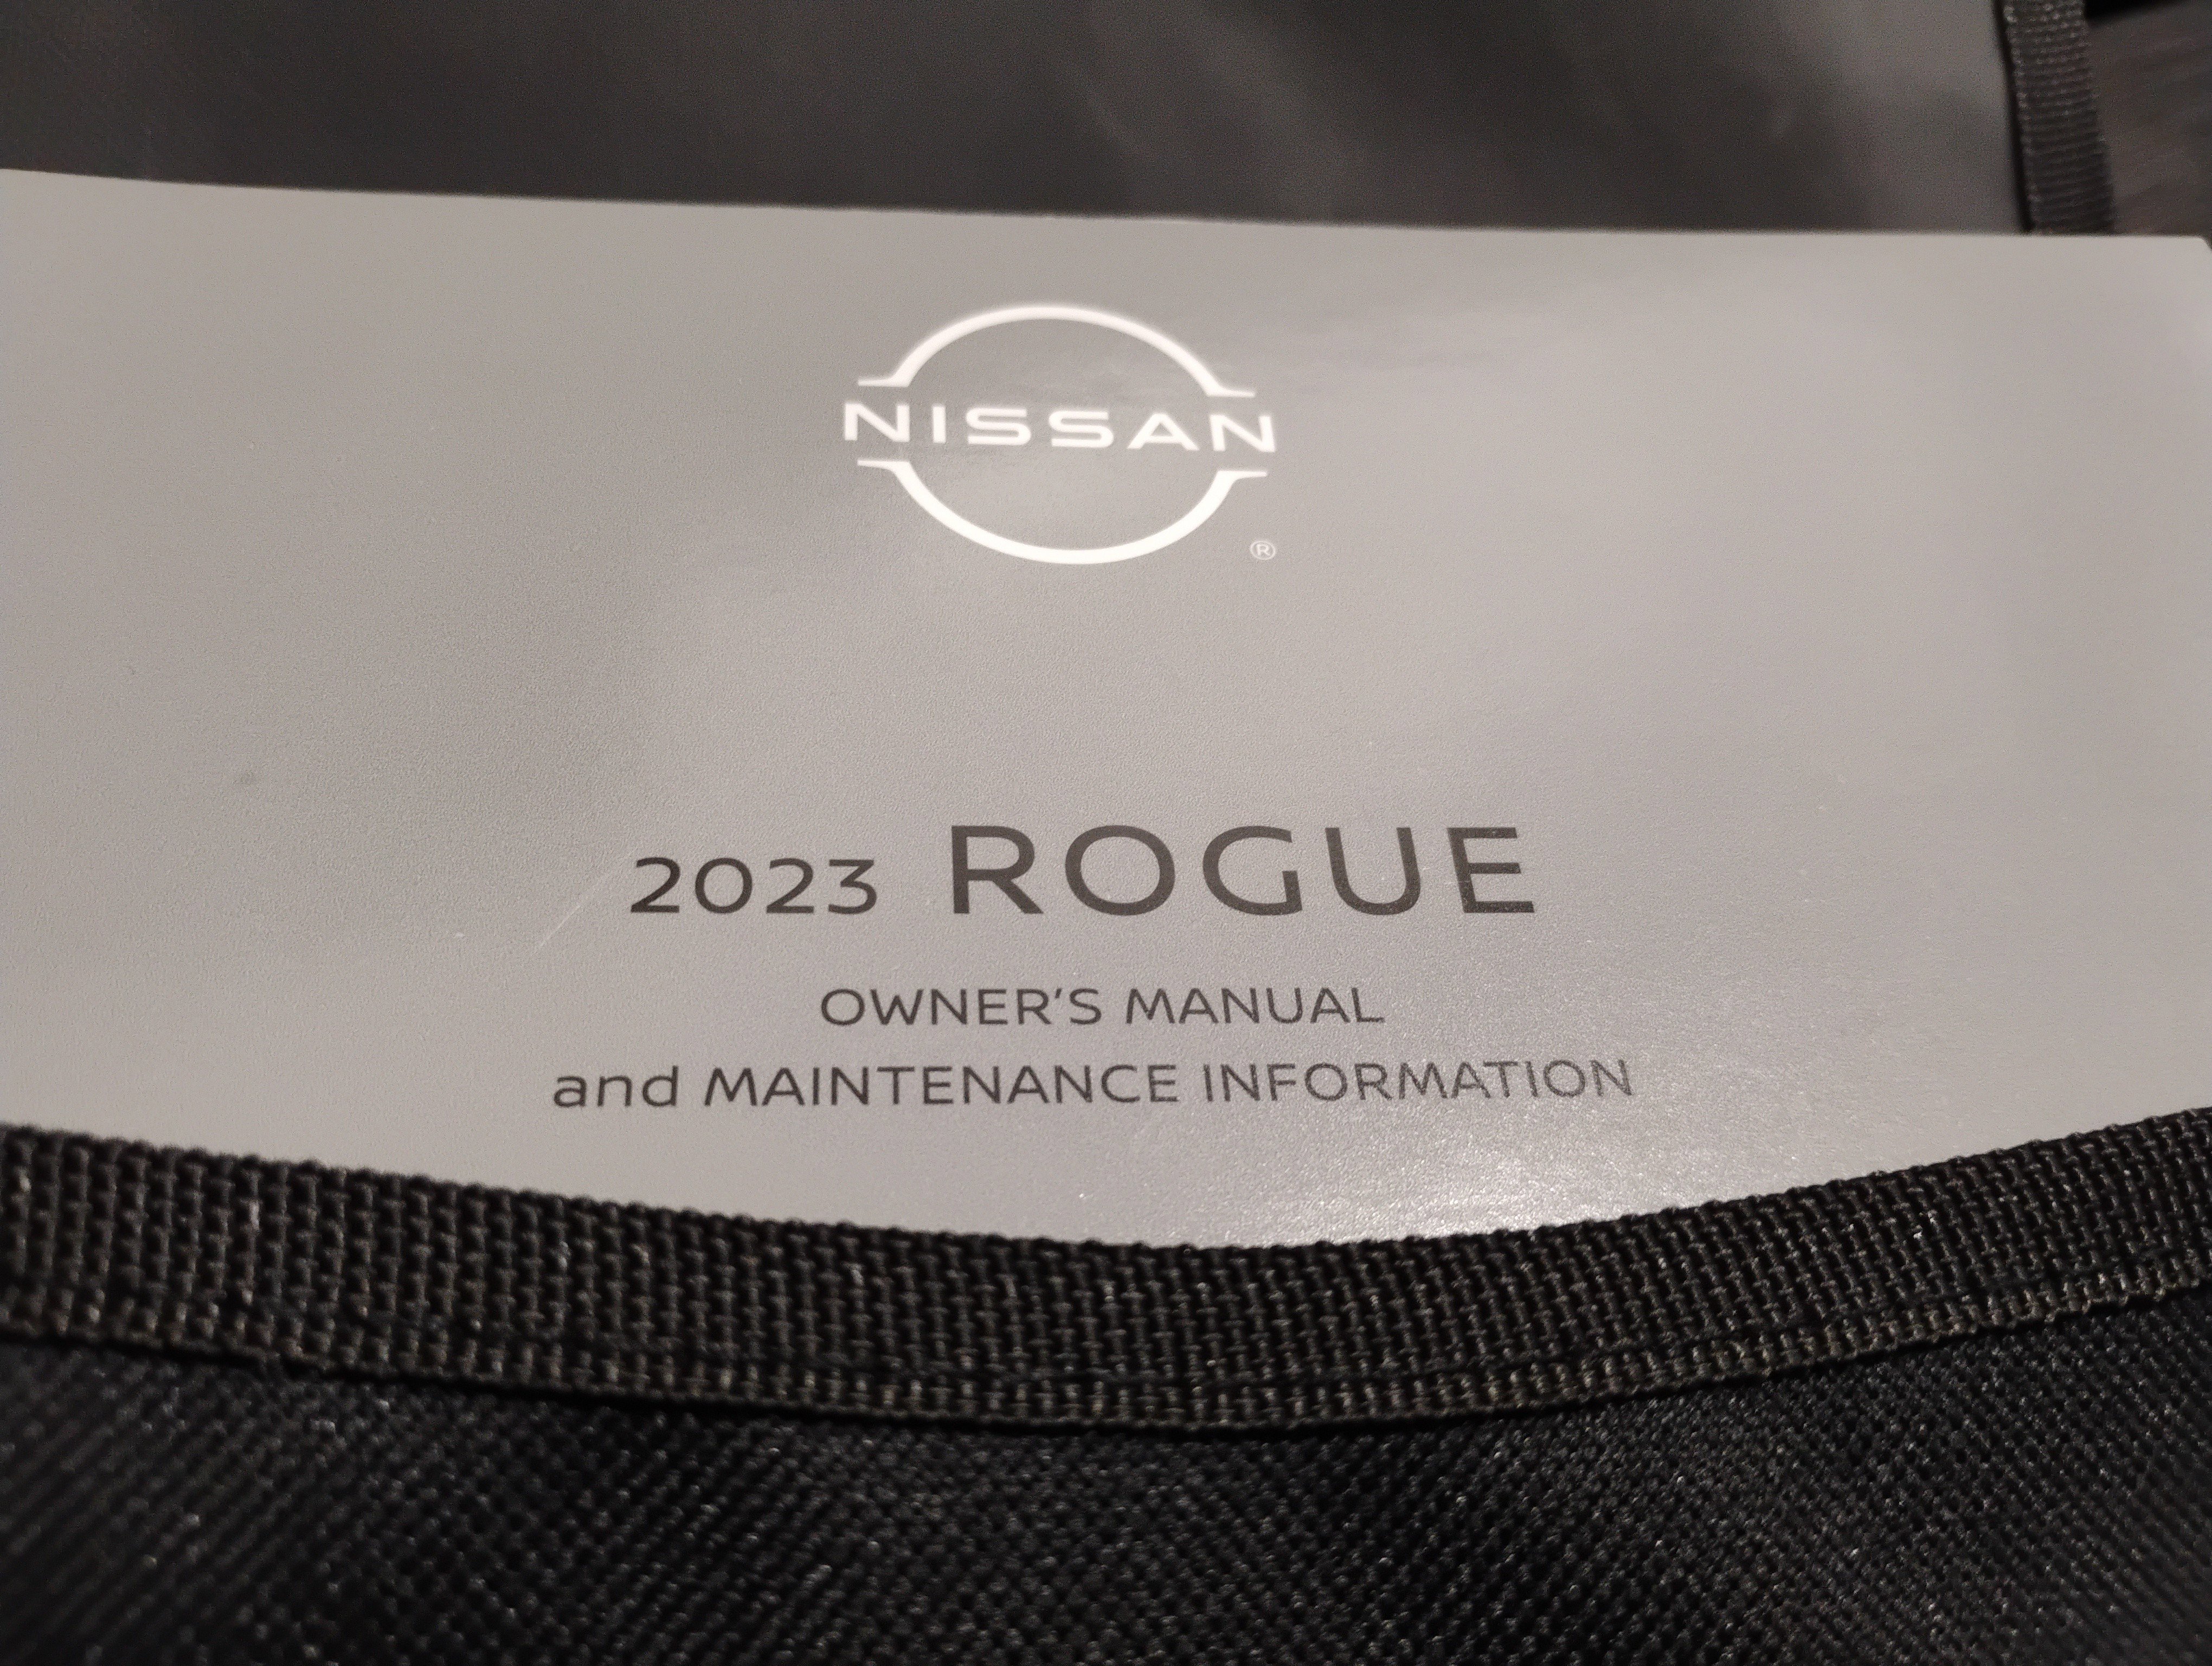 NISSAN
®
2023 ROGUE
OWNER'S MANUAL
and MAINTENANCE INFORMATION